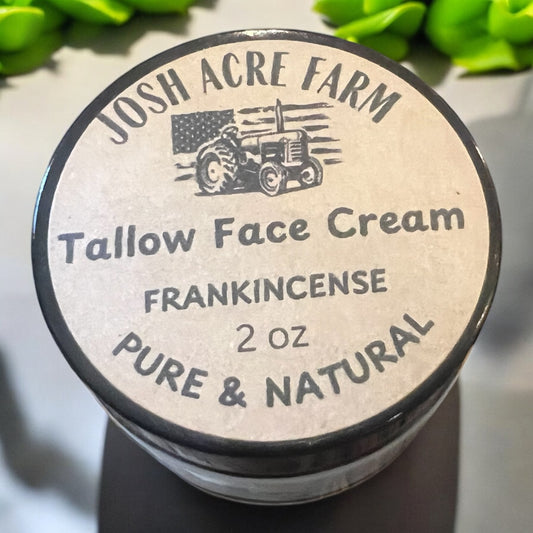 JOSH ACRE FARM
Tallow Face Cream
FRANKINCENSE
2 oz
PURE & NATURAL